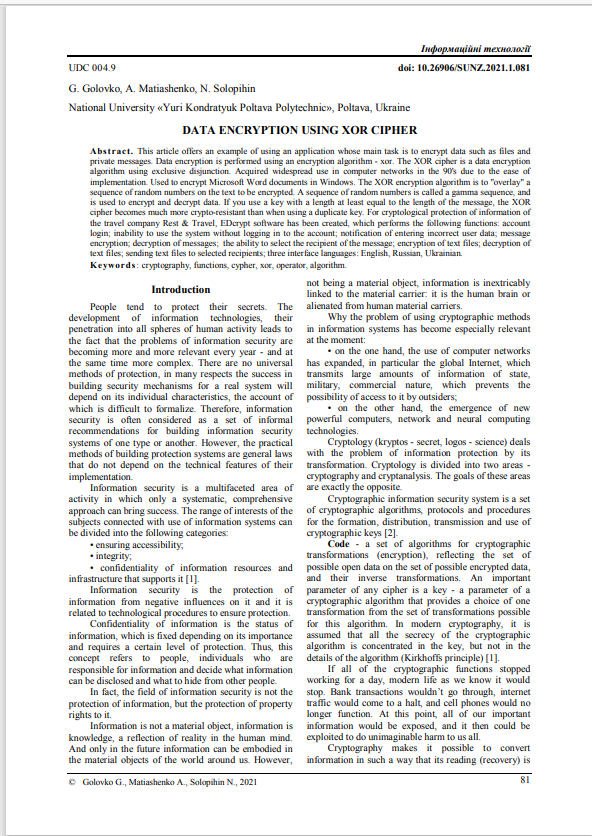 Інформаційні технології
UDC 004.9 doi: 10.26906/SUNZ.2021.1.081
G. Golovko, A. Matiashenko, N. Solopihin
National University «Yuri Kondratyuk Poltava Polytechnic», Poltava, Ukraine
DATA ENCRYPTION USING XOR CIPHER
Abstract. This article offers an example of using an application whose main task is to encrypt data such as files and
private messages. Data encryption is performed using an encryption algorithm - xor. The XOR cipher is a data encryption
algorithm using exclusive disjunction. Acquired widespread use in computer networks in the 90's due to the ease of
implementation. Used to encrypt Microsoft Word documents in Windows. The XOR encryption algorithm is to "overlay" a
sequence of random numbers on the text to be encrypted. A sequence of random numbers is called a gamma sequence, and
is used to encrypt and decrypt data. If you use a key with a length at least equal to the length of the message, the XOR
cipher becomes much more crypto-resistant than when using a duplicate key. For cryptological protection of information of
the travel company Rest & Travel, EDcrypt software has been created, which performs the following functions: account
login; inability to use the system without logging in to the account; notification of entering incorrect user data; message
encryption; decryption of messages; the ability to select the recipient of the message; encryption of text files; decryption of
text files; sending text files to selected recipients; three interface languages: English, Russian, Ukrainian.
Keywords: cryptography, functions, cypher, xor, operator, algorithm.
Introduction
People tend to protect their secrets. The
development of information technologies, their
penetration into all spheres of human activity leads to
the fact that the problems of information security are
becoming more and more relevant every year - and at
the same time more complex. There are no universal
methods of protection, in many respects the success in
building security mechanisms for a real system will
depend on its individual characteristics, the account of
which is difficult to formalize. Therefore, information
security is often considered as a set of informal
recommendations for building information security
systems of one type or another. However, the practical
methods of building protection systems are general laws
that do not depend on the technical features of their
implementation.
Information security is a multifaceted area of
activity in which only a systematic, comprehensive
approach can bring success. The range of interests of the
subjects connected with use of information systems can
be divided into the following categories:
• ensuring accessibility;
• integrity;
• confidentiality of information resources and
infrastructure that supports it [1].
Information security is the protection of
information from negative influences on it and it is
related to technological procedures to ensure protection.
Confidentiality of information is the status of
information, which is fixed depending on its importance
and requires a certain level of protection. Thus, this
concept refers to people, individuals who are
responsible for information and decide what information
can be disclosed and what to hide from other people.
In fact, the field of information security is not the
protection of information, but the protection of property
rights to it.
Information is not a material object, information is
knowledge, a reflection of reality in the human mind.
And only in the future information can be embodied in
the material objects of the world around us. However,
not being a material object, information is inextricably
linked to the material carrier: it is the human brain or
alienated from human material carriers.
Why the problem of using cryptographic methods
in information systems has become especially relevant
at the moment:
• on the one hand, the use of computer networks
has expanded, in particular the global Internet, which
transmits large amounts of information of state,
military, commercial nature, which prevents the
possibility of access to it by outsiders;
• on the other hand, the emergence of new
powerful computers, network and neural computing
technologies.
Cryptology (kryptos - secret, logos - science) deals
with the problem of information protection by its
transformation. Cryptology is divided into two areas -
cryptography and cryptanalysis. The goals of these areas
are exactly the opposite.
Cryptographic information security system is a set
of cryptographic algorithms, protocols and procedures
for the formation, distribution, transmission and use of
cryptographic keys [2].
Code - a set of algorithms for cryptographic
transformations (encryption), reflecting the set of
possible open data on the set of possible encrypted data,
and their inverse transformations. An important
parameter of any cipher is a key - a parameter of a
cryptographic algorithm that provides a choice of one
transformation from the set of transformations possible
for this algorithm. In modern cryptography, it is
assumed that all the secrecy of the cryptographic
algorithm is concentrated in the key, but not in the
details of the algorithm (Kirkhoffs principle) [1].
If all of the cryptographic functions stopped
working for a day, modern life as we know it would
stop. Bank transactions wouldn't go through, internet
traffic would come to a halt, and cell phones would no
longer function. At this point, all of our important
information would be exposed, and it then could be
exploited to do unimaginable harm to us all.
Cryptography makes it possible to convert
information in such a way that its reading (recovery) is
© Golovko G., Matiashenko A., Solopihin N., 2021 81